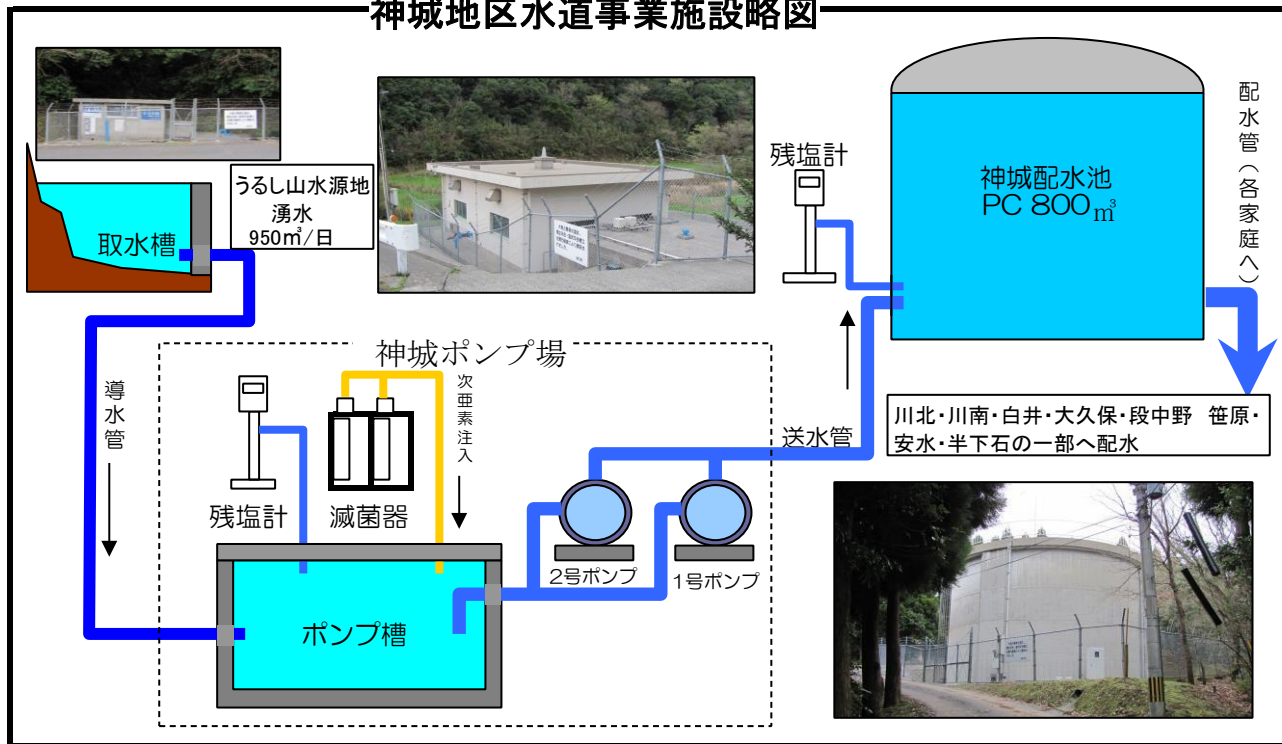 神城地区水道事業施設略図
うるし山水源地
湧水
950㎥/日
取水槽
導水管
神城ポンプ場
残塩計
滅菌器
次亜素注入
ポンプ槽
2号ポンプ
1号ポンプ
送水管
残塩計
神城配水池
PC 800㎥
配水管(各家庭へ)
川北・川南・白井・大久保・段中野 笹原・
安水・半下石の一部へ配水